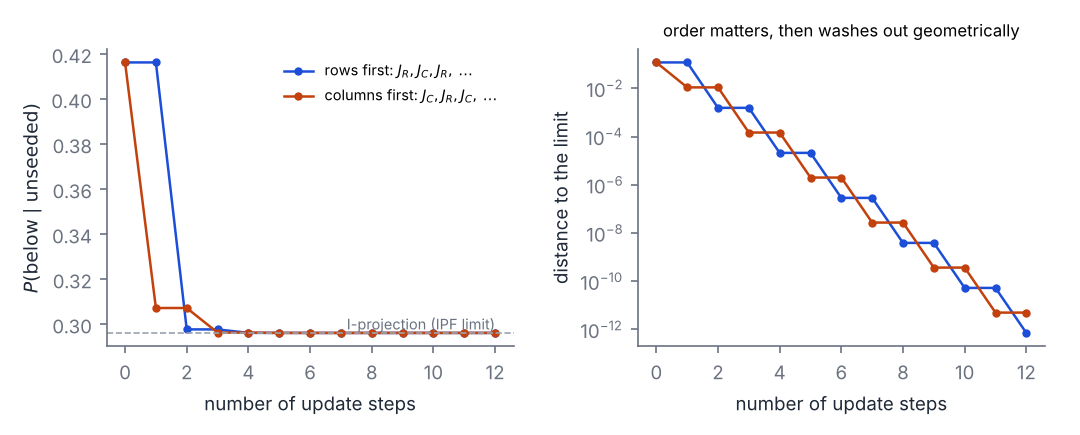 P(below | unseeded)
0.42
0.40
0.38
0.36
0.34
0.32
0.30
rows first: J_R, J_C, J_R, ...
columns first: J_C, J_R, J_C, ...
I-projection (IPF limit)
0 2 4 6 8 10 12
number of update steps
order matters, then washes out geometrically
distance to the limit
10⁻²
10⁻⁴
10⁻⁶
10⁻⁸
10⁻¹⁰
10⁻¹²
0 2 4 6 8 10 12
number of update steps